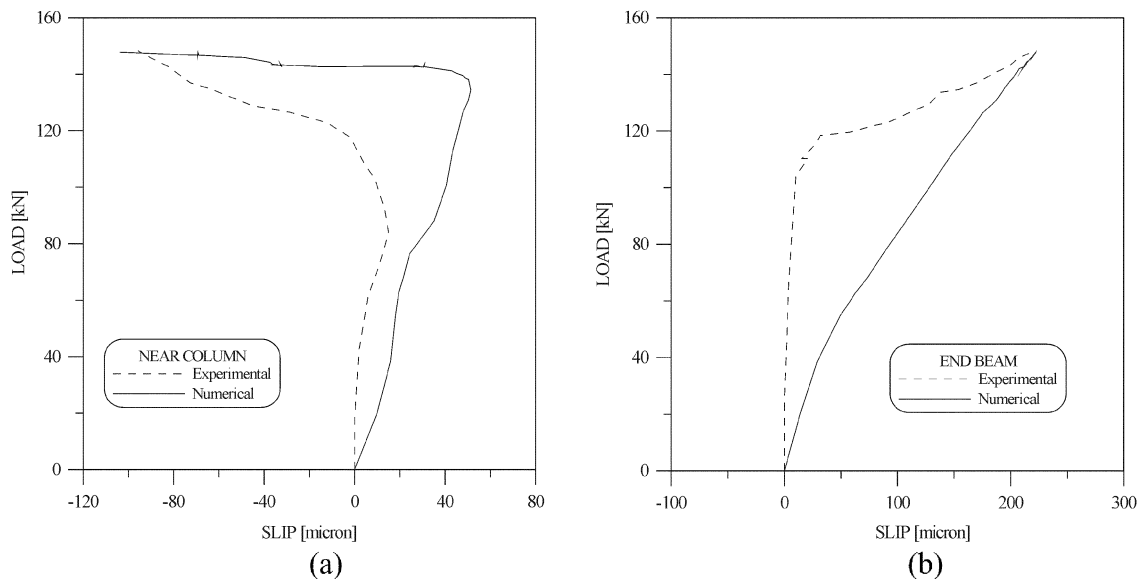 160
120
80
40
0
LOAD [kN]
NEAR COLUMN
Experimental
Numerical
-120
-80
-40
0
40
80
SLIP [micron]
(a)
160
120
80
40
0
LOAD [kN]
END BEAM
Experimental
Numerical
-100
0
100
200
300
SLIP [micron]
(b)